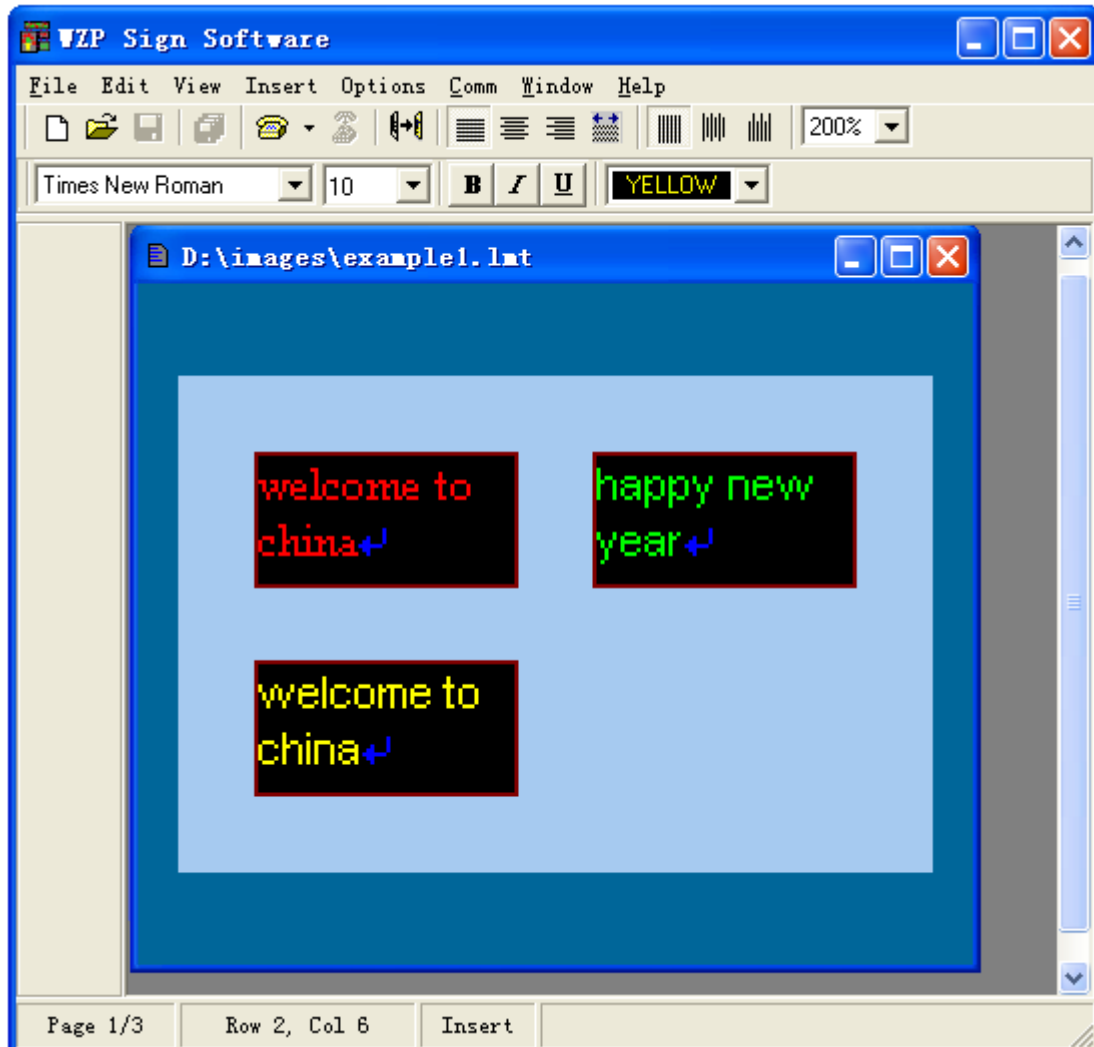 WZP Sign Software
File Edit View Insert Options Comm Window Help
200%
Times New Roman 10 B I U YELLOW
D:\images\example1.lmt
welcome to
china
happy new
year
welcome to
china
Page 1/3 Row 2, Col 6 Insert